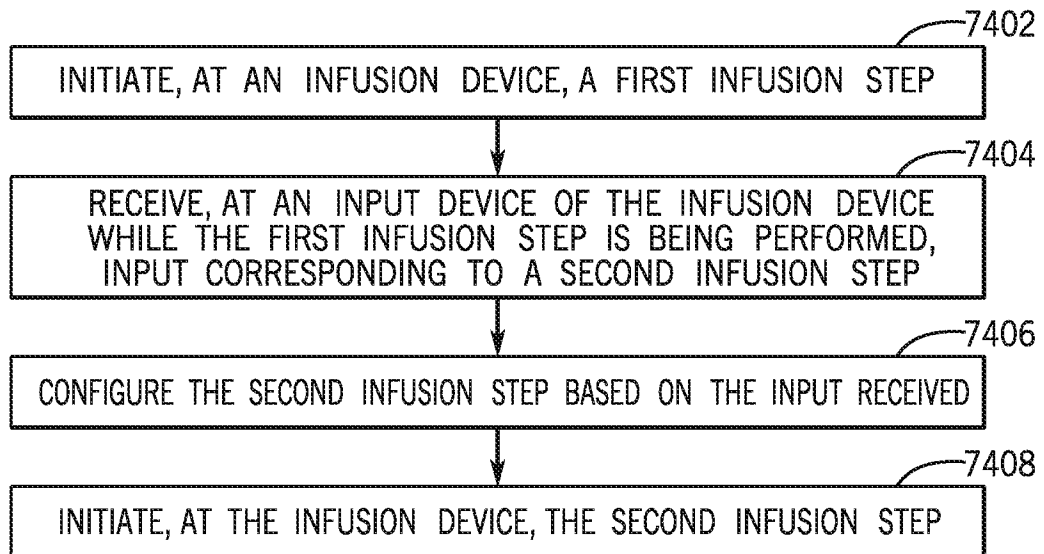 7402
INITIATE, AT AN INFUSION DEVICE, A FIRST INFUSION STEP
7404
RECEIVE, AT AN INPUT DEVICE OF THE INFUSION DEVICE
WHILE THE FIRST INFUSION STEP IS BEING PERFORMED,
INPUT CORRESPONDING TO A SECOND INFUSION STEP
7406
CONFIGURE THE SECOND INFUSION STEP BASED ON THE INPUT RECEIVED
7408
INITIATE, AT THE INFUSION DEVICE, THE SECOND INFUSION STEP